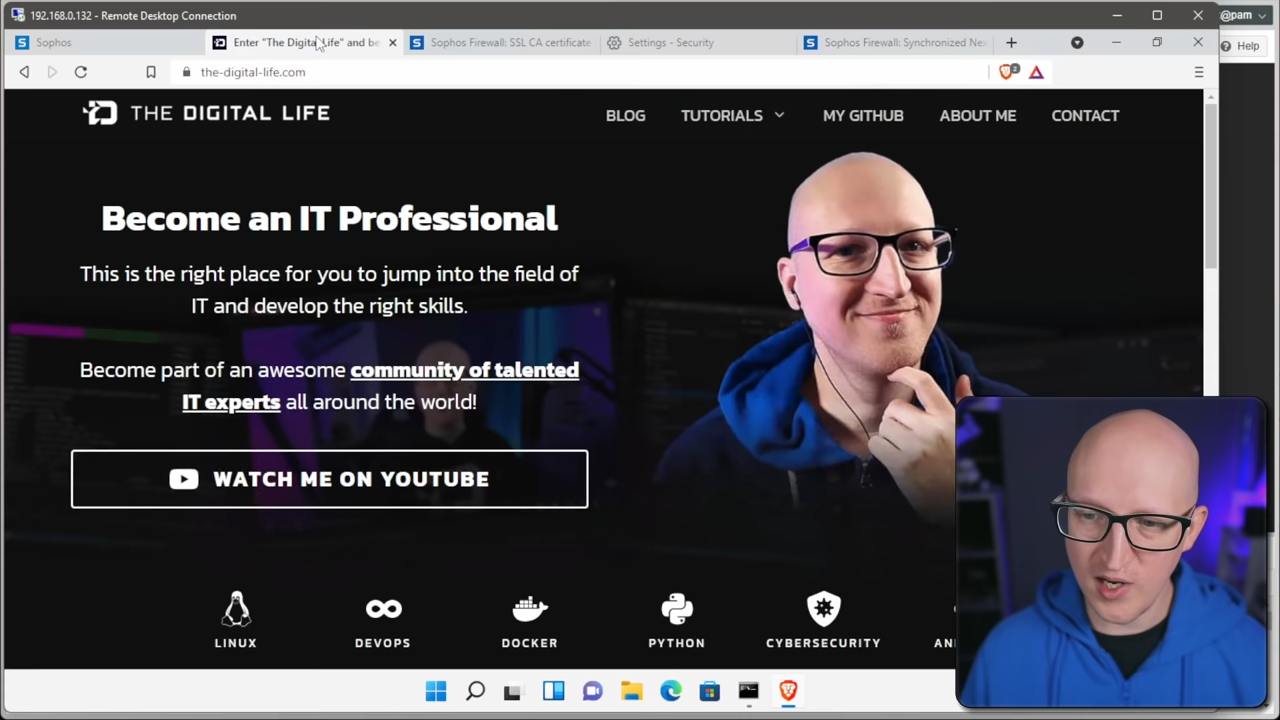 192.168.0.132 - Remote Desktop Connection
@pam
Sophos
Enter "The Digital Life" and be
Sophos Firewall: SSL CA certificate
Settings - Security
Sophos Firewall: Synchronized Nex
Help
the-digital-life.com
2
THE DIGITAL LIFE
BLOG
TUTORIALS
MY GITHUB
ABOUT ME
CONTACT
Become an IT Professional
This is the right place for you to jump into the field of
IT and develop the right skills.
Become part of an awesome community of talented
IT experts all around the world!
WATCH ME ON YOUTUBE
LINUX
DEVOPS
DOCKER
PYTHON
CYBERSECURITY
AN